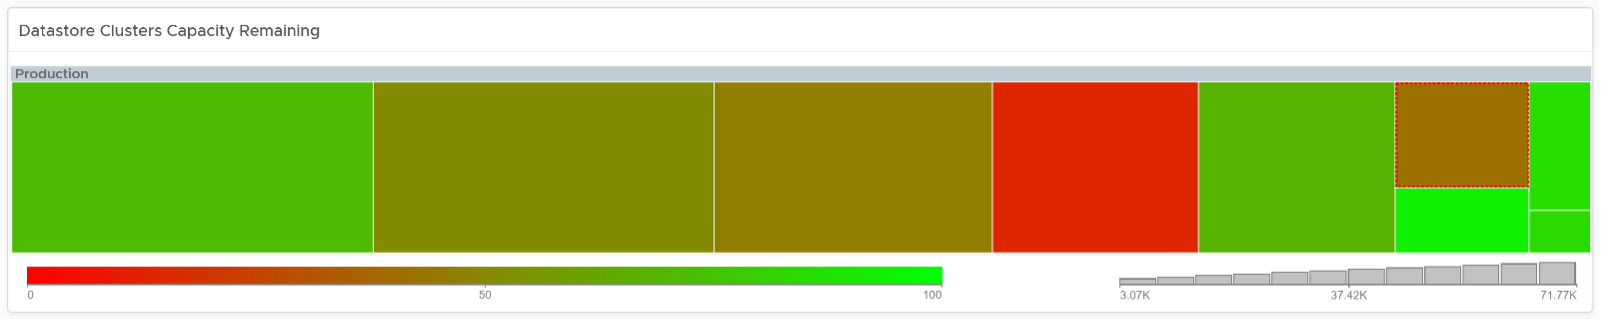 Datastore Clusters Capacity Remaining
Production
0 50 100 3.07K 37.42K 71.77K